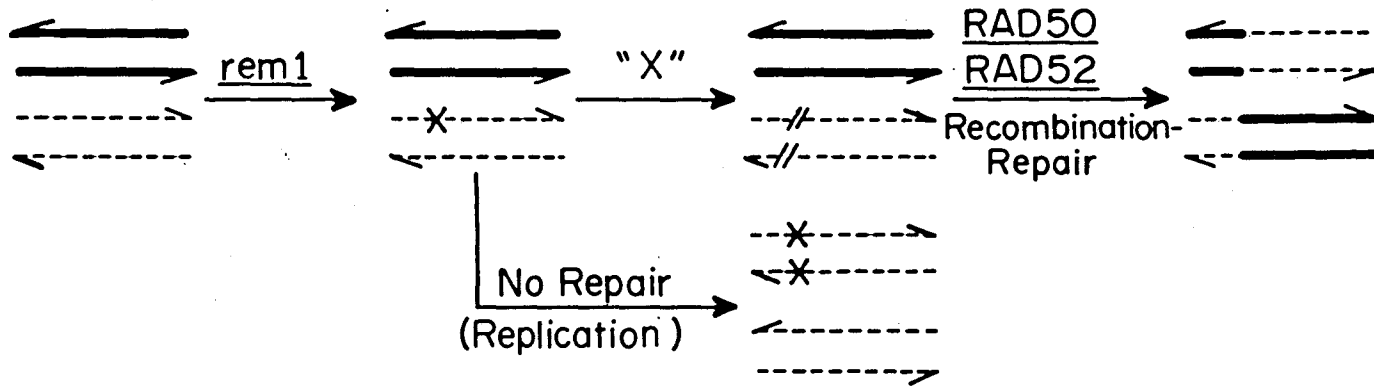 rem1
"X"
RAD50
RAD52
Recombination-
Repair
No Repair
(Replication)